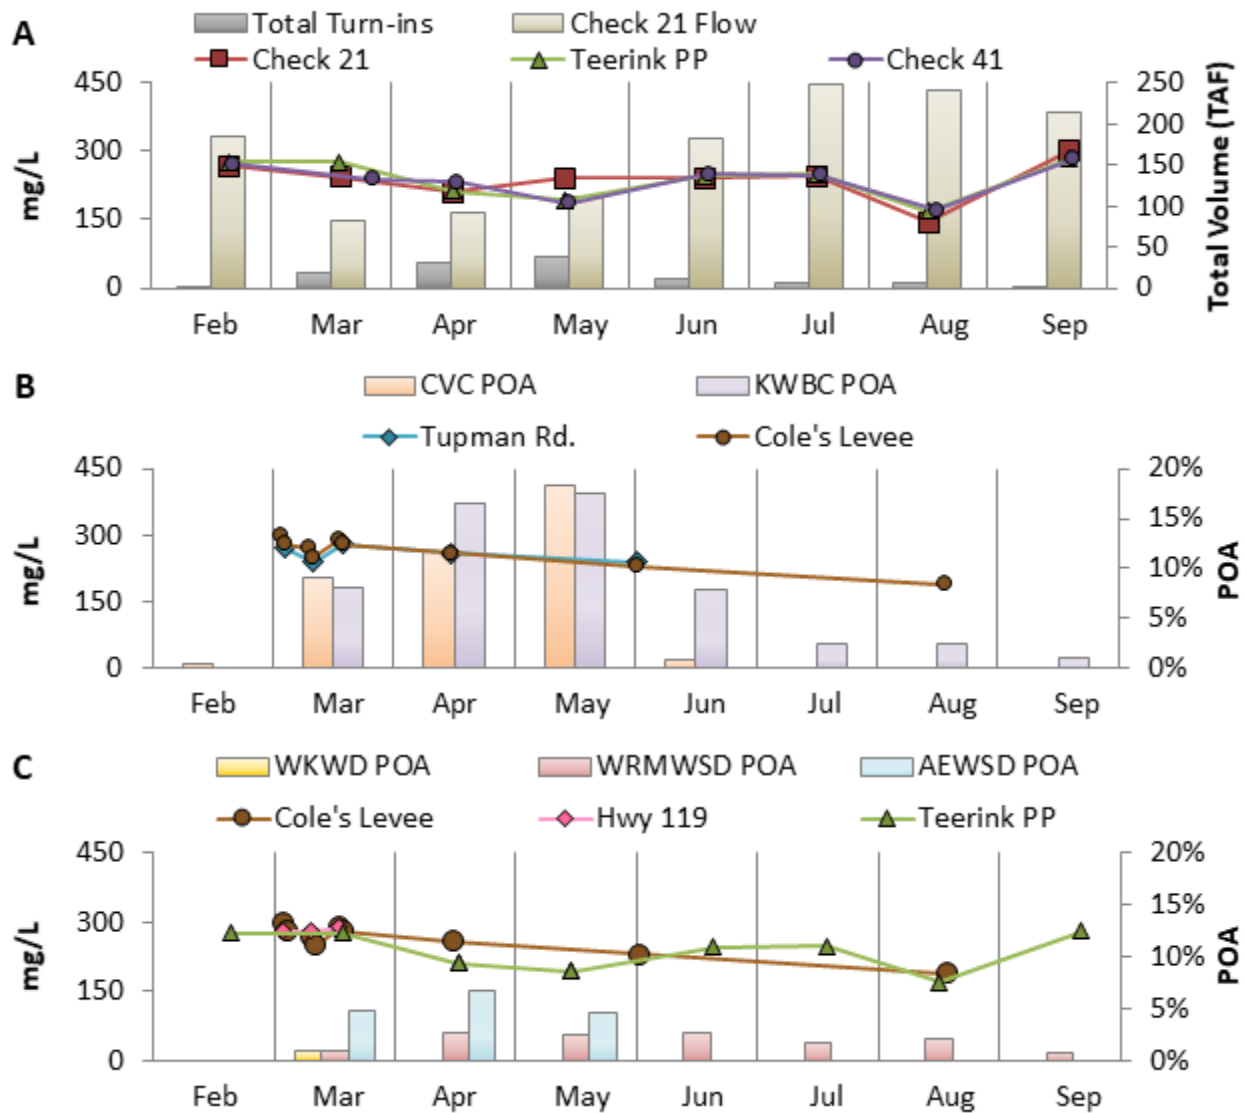 A
Total Turn-ins Check 21 Flow
Check 21 Teerink PP Check 41
450 250
200
300 150
150 100
50
0 0
mg/L
Total Volume (TAF)
Feb Mar Apr May Jun Jul Aug Sep
B
CVC POA KWBC POA
Tupman Rd. Cole's Levee
450 20%
15%
300
10%
150
5%
0 0%
mg/L
POA
Feb Mar Apr May Jun Jul Aug Sep
C
WKWD POA WRMWSD POA AEWSD POA
Cole's Levee Hwy 119 Teerink PP
450 20%
15%
300
10%
150
5%
0 0%
mg/L
POA
Feb Mar Apr May Jun Jul Aug Sep